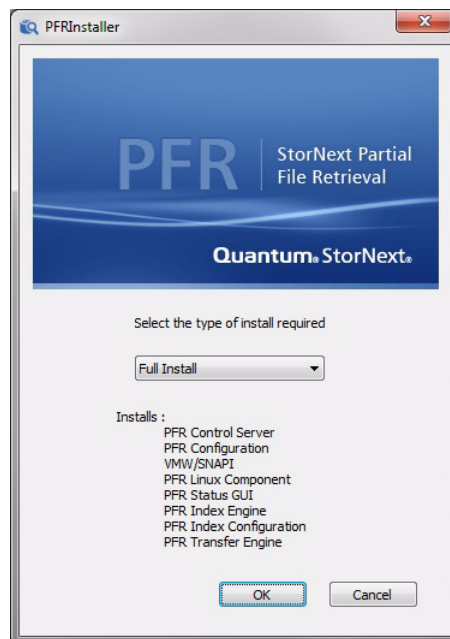 PFRInstaller
PFR
StorNext Partial
File Retrieval
Quantum® StorNext®
Select the type of install required
Full Install
Installs :
PFR Control Server
PFR Configuration
VMW/SNAPI
PFR Linux Component
PFR Status GUI
PFR Index Engine
PFR Index Configuration
PFR Transfer Engine
OK
Cancel